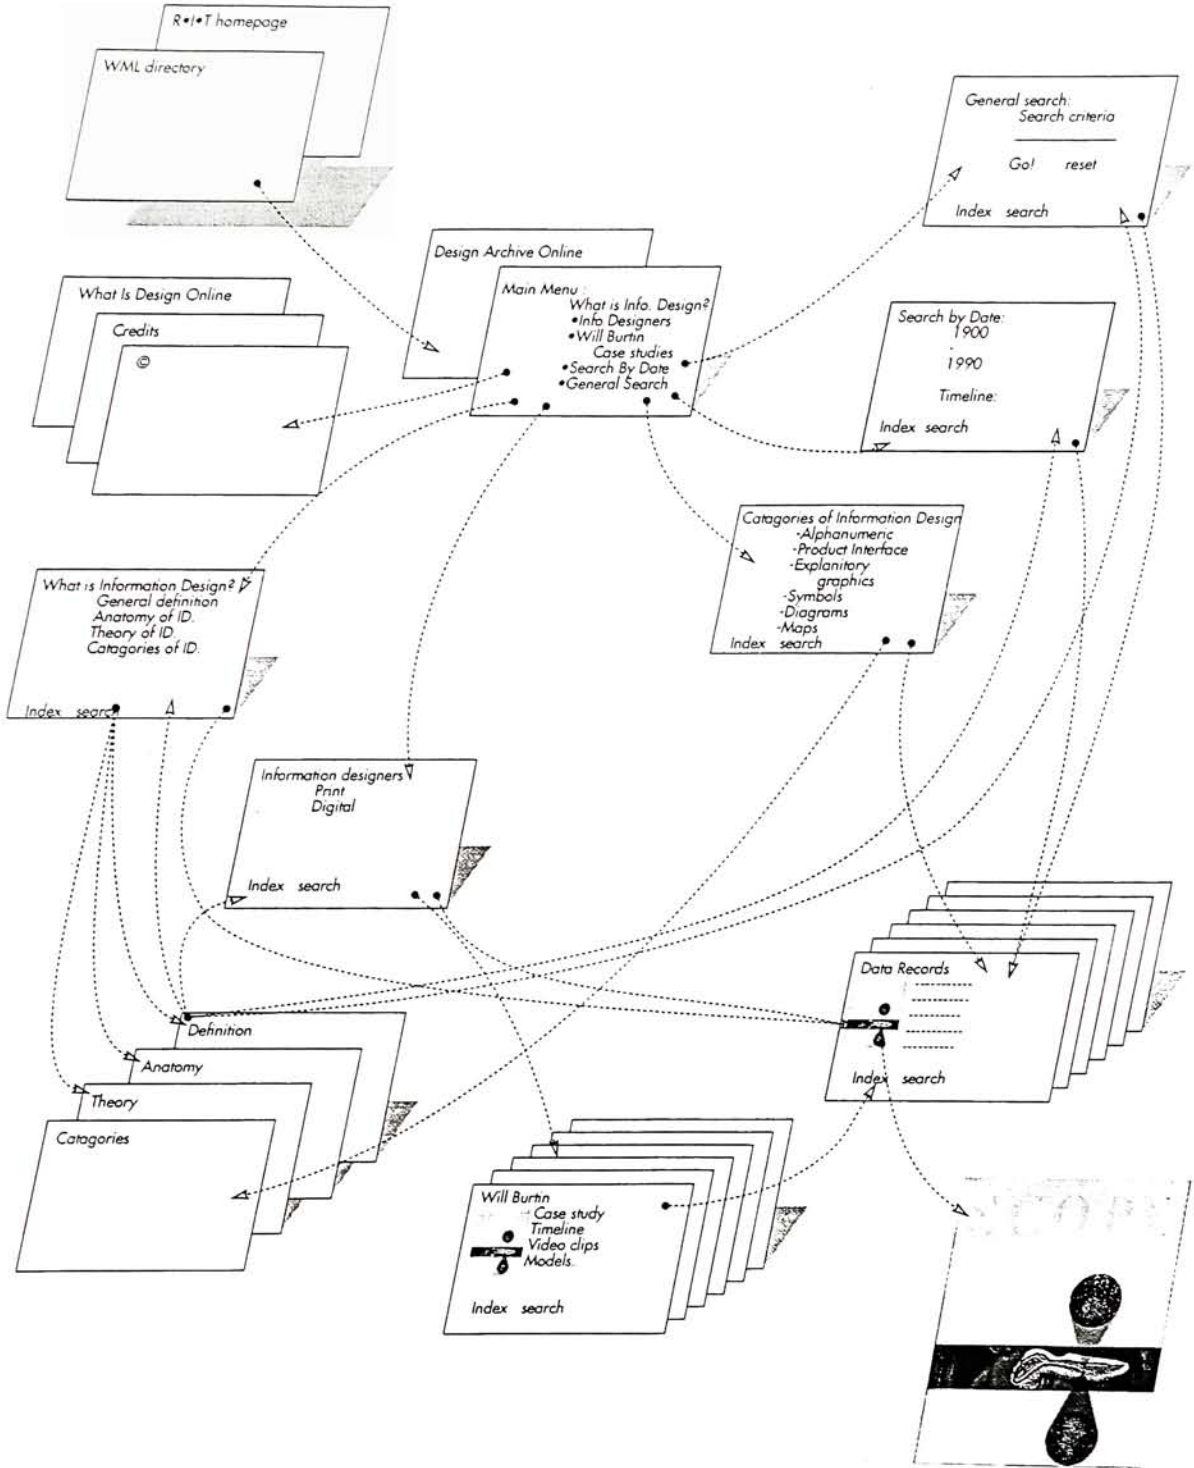 R•I•T homepage
WML directory
General search:
Search criteria
Go! reset
Index search
Design Archive Online
Main Menu :
What is Info. Design?
•Info Designers
•Will Burtin
Case studies
•Search By Date
•General Search
What Is Design Online
Credits
©
Search by Date:
1900
.
1990
Timeline:
Index search
Catagories of Information Design
-Alphanumeric
-Product Interface
-Explanitory
graphics
-Symbols
-Diagrams
-Maps
Index search
What is Information Design?
General definition
Anatomy of ID.
Theory of ID.
Catagories of ID.
Index search
Information designers
Print
Digital
Index search
Data Records
Index search
Definition
Anatomy
Theory
Catagories
Will Burtin
Case study
Timeline
Video clips
Models.
Index search
SCOPE